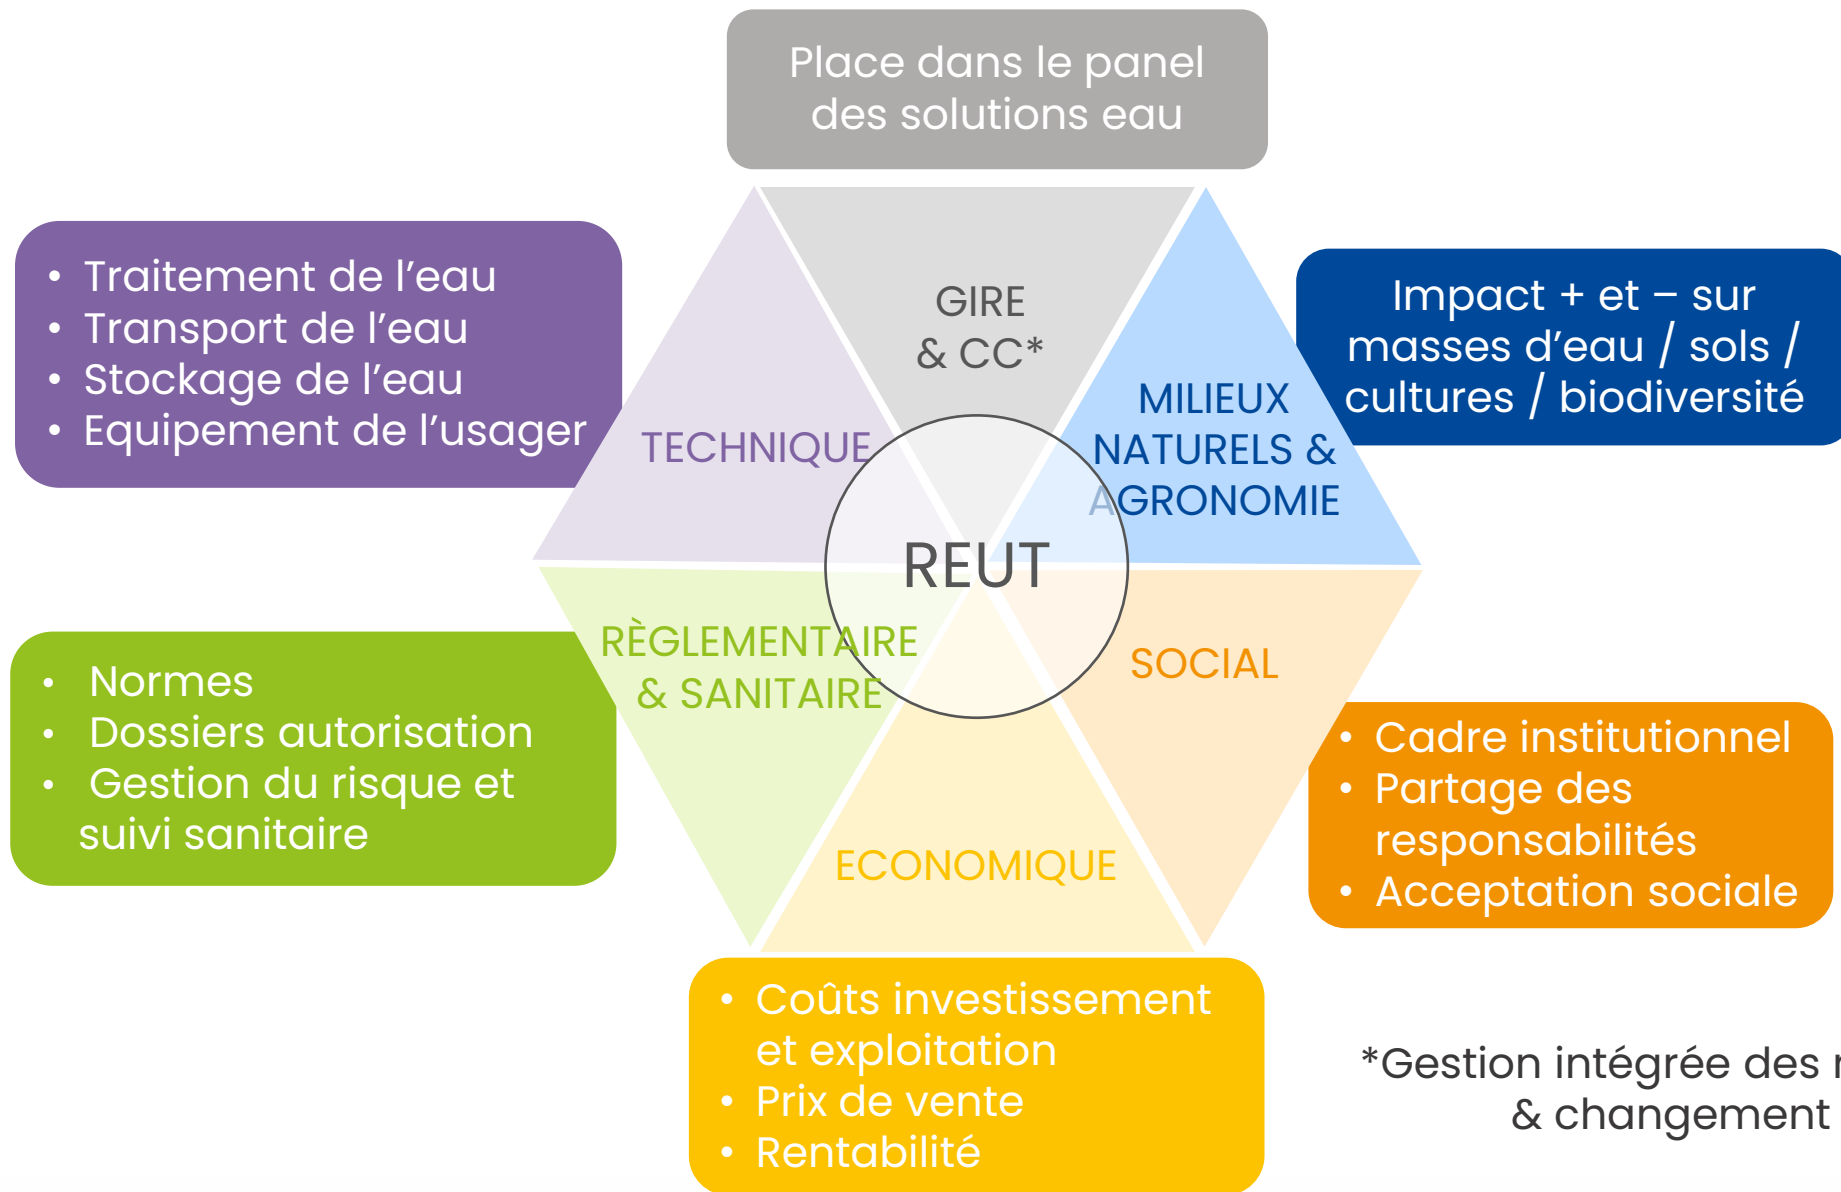 Place dans le panel
des solutions eau
• Traitement de l’eau
• Transport de l’eau
• Stockage de l’eau
• Equipement de l’usager
GIRE
& CC*
Impact + et – sur
masses d’eau / sols /
cultures / biodiversité
TECHNIQUE
MILIEUX
NATURELS &
AGRONOMIE
REUT
RÈGLEMENTAIRE
& SANITAIRE
SOCIAL
• Normes
• Dossiers autorisation
• Gestion du risque et
suivi sanitaire
• Cadre institutionnel
• Partage des
responsabilités
• Acceptation sociale
ECONOMIQUE
• Coûts investissement
et exploitation
• Prix de vente
• Rentabilité
*Gestion intégrée des
& changement